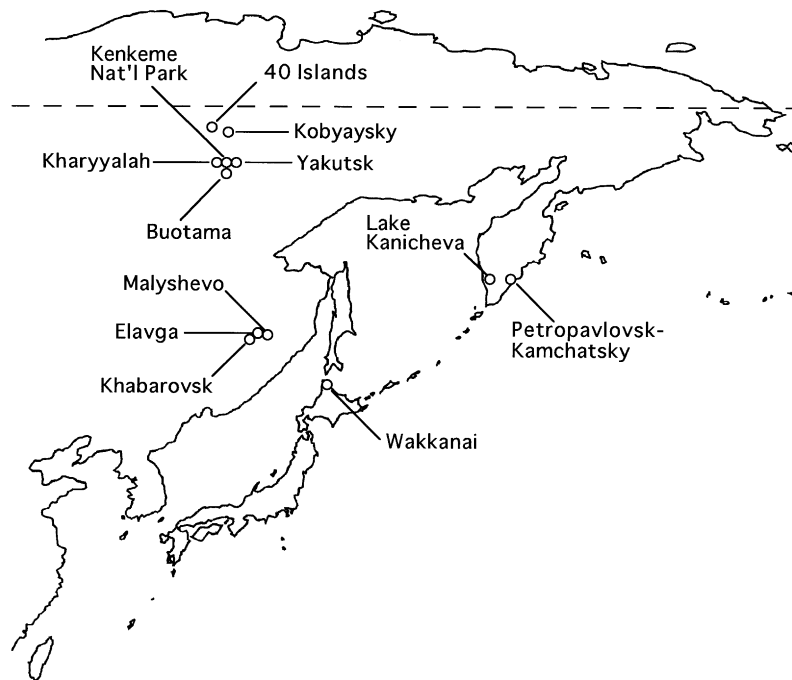 Kenkeme
Nat'l Park
40 Islands
Kobyaysky
Kharyyalah
Yakutsk
Buotama
Lake
Kanicheva
Malyshevo
Elavga
Petropavlovsk-
Kamchatsky
Khabarovsk
Wakkanai